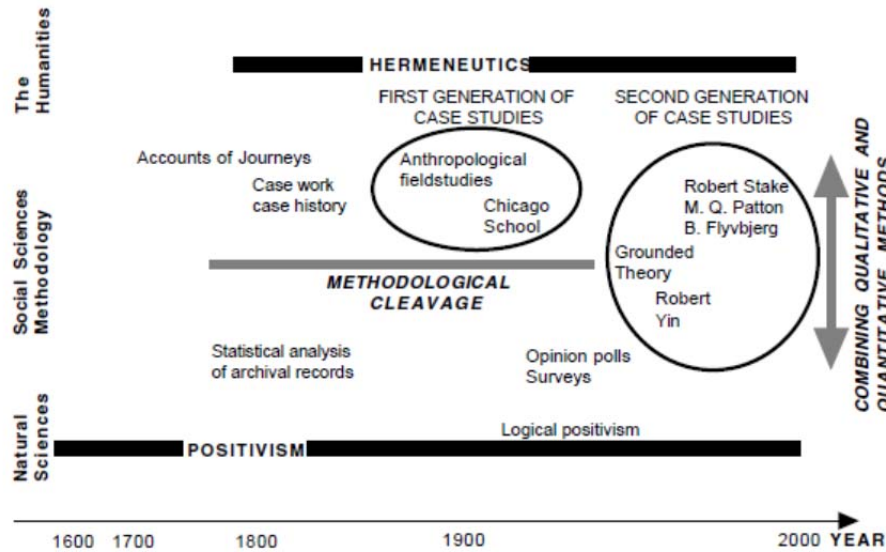 The
Humanities
HERMENEUTICS
FIRST GENERATION OF
CASE STUDIES
SECOND GENERATION
OF CASE STUDIES
Accounts of Journeys
Case work
case history
Anthropological
fieldstudies
Chicago
School
Robert Stake
M. Q. Patton
B. Flyvbjerg
Grounded
Theory
Robert
Yin
Social Sciences
Methodology
METHODOLOGICAL
CLEAVAGE
COMBINING QUALITATIVE AND
QUANTITATIVE METHODS
Statistical analysis
of archival records
Opinion polls
Surveys
Natural
Sciences
Logical positivism
POSITIVISM
1600 1700 1800 1900 2000 YEAR